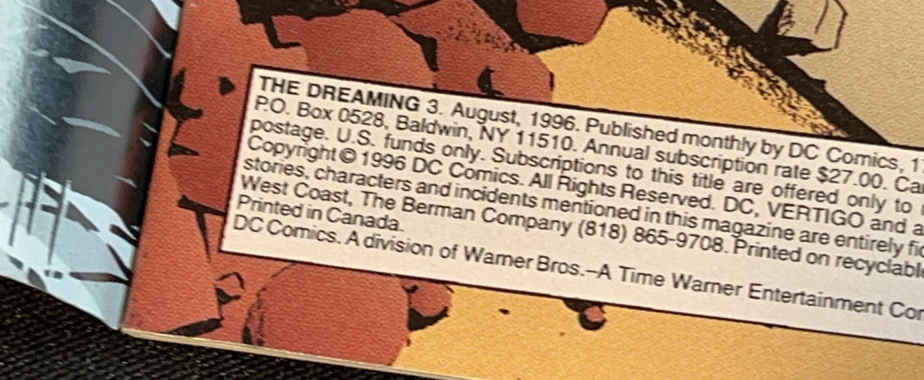 THE DREAMING 3. August, 1996. Published monthly by DC Comics,
P.O. Box 0528, Baldwin, NY 11510. Annual subscription rate $27.00.
postage. U.S. funds only. Subscriptions to this title are offered only to
Copyright © 1996 DC Comics. All Rights Reserved. DC, VERTIGO and
stories, characters and incidents mentioned in this magazine are entirely
West Coast, The Berman Company (818) 865-9708. Printed on
Printed in Canada.
DC Comics. A division of Warner Bros.–A Time Warner Entertainment